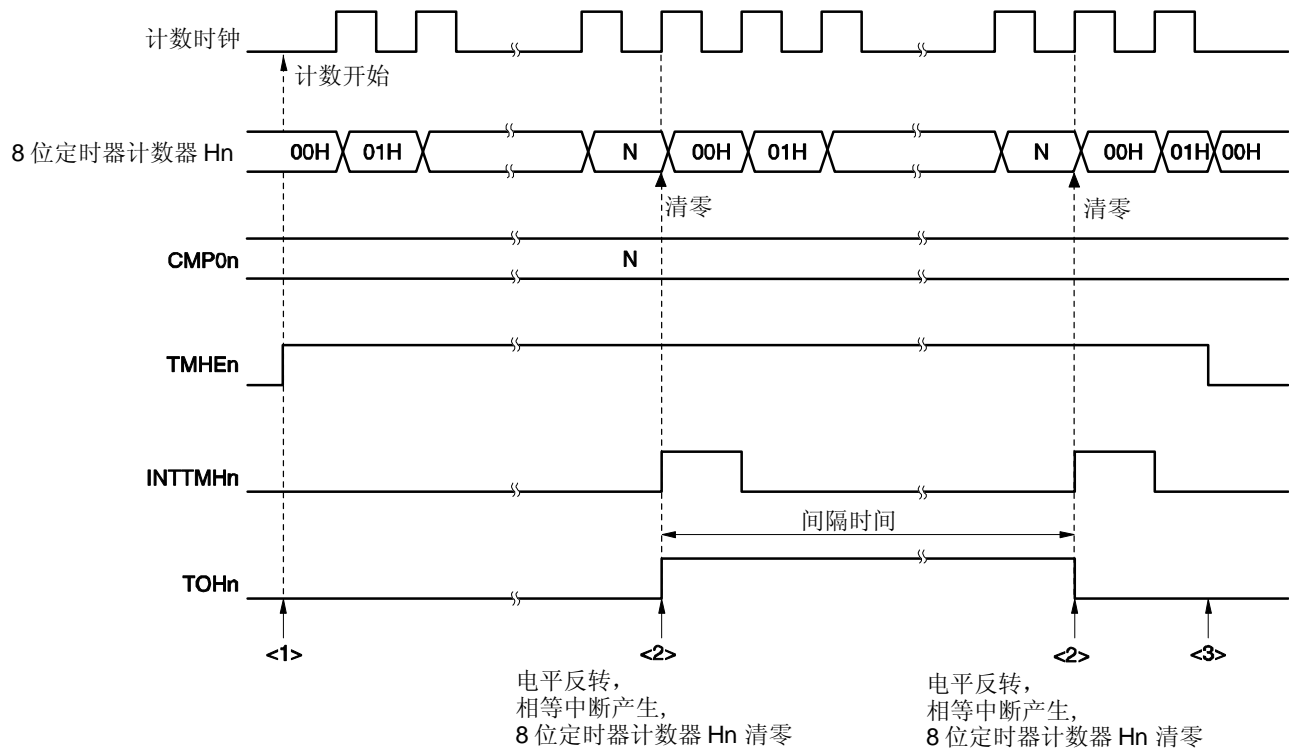 计数时钟
计数开始
8 位定时器计数器 Hn
00H 01H N 00H 01H N 00H 01H 00H
清零 清零
CMP0n N
TMHEn
INTTMHn
间隔时间
TOHn
<1> <2> <2> <3>
电平反转，
相等中断产生,
8 位定时器计数器 Hn 清零
电平反转，
相等中断产生,
8 位定时器计数器 Hn 清零